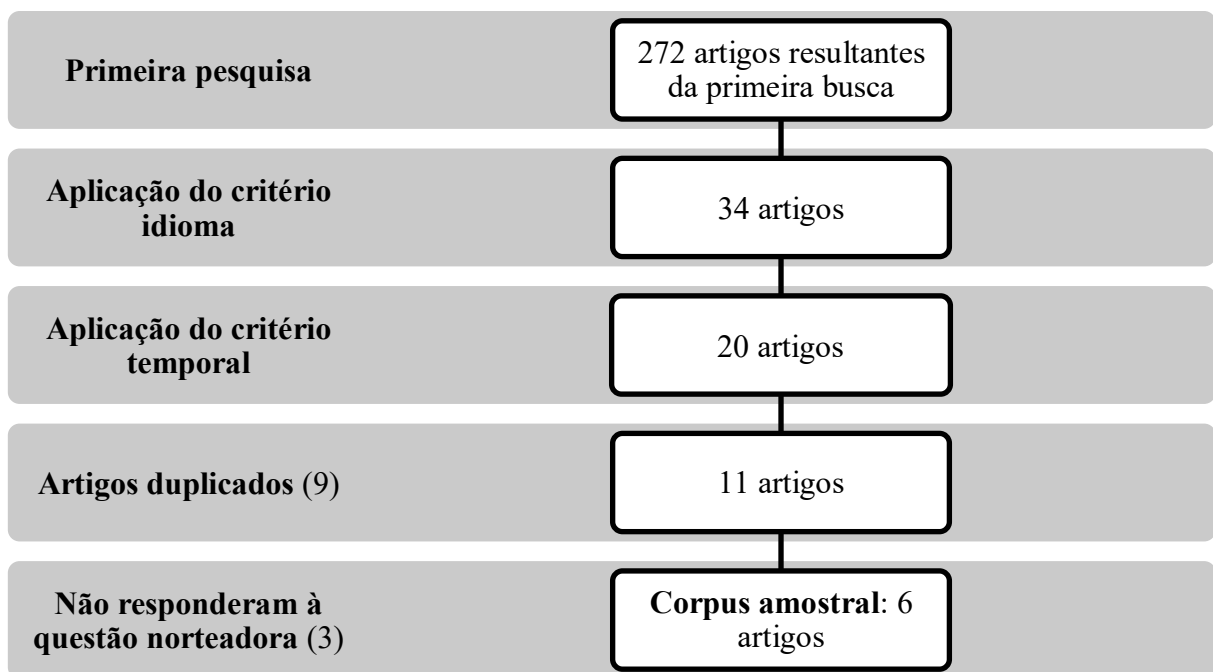 Primeira pesquisa
272 artigos resultantes
da primeira busca
Aplicação do critério
idioma
34 artigos
Aplicação do critério
temporal
20 artigos
Artigos duplicados (9)
11 artigos
Não responderam à
questão norteadora (3)
Corpus amostral: 6
artigos